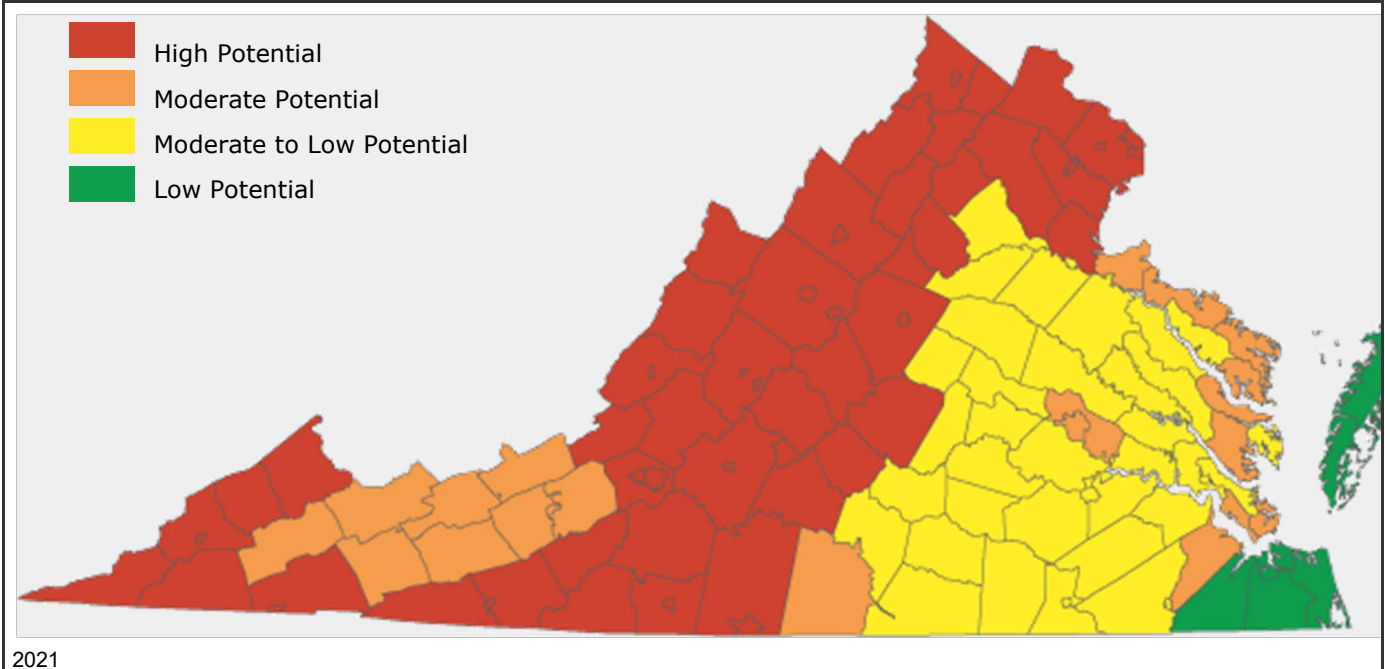 High Potential
Moderate Potential
Moderate to Low Potential
Low Potential
2021